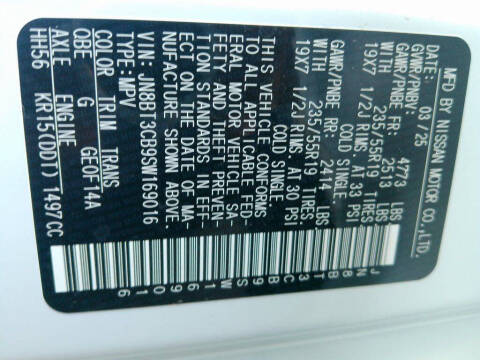 MFD BY NISSAN MOTOR CO., LTD.
DATE: 03/25
GVWR/PNBV: 4773 LBS
GAWR/PNBE FR: 2513 LBS
235/55R19 TIRES
19X7 1/2J RIMS. AT 33 PSI
COLD SINGLE
GAWR/PNBE RR: 2414 LBS
235/55R19 TIRES
19X7 1/2J RIMS. AT 30 PSI
COLD SINGLE
THIS VEHICLE CONFORMS
TO ALL APPLICABLE FED-
ERAL MOTOR VEHICLE SA-
FETY AND THEFT PREVEN-
TION STANDARDS IN EFF-
ECT ON THE DATE OF MA-
NUFACTURE SHOWN ABOVE.
VIN: JN8BT3CB9SW169016
TYPE: MPV
COLOR TRIM TRANS
QBE G GE0F14A
AXLE ENGINE
HH56 KR15(DDT) 1497CC
JN8BT3CB9SW169016